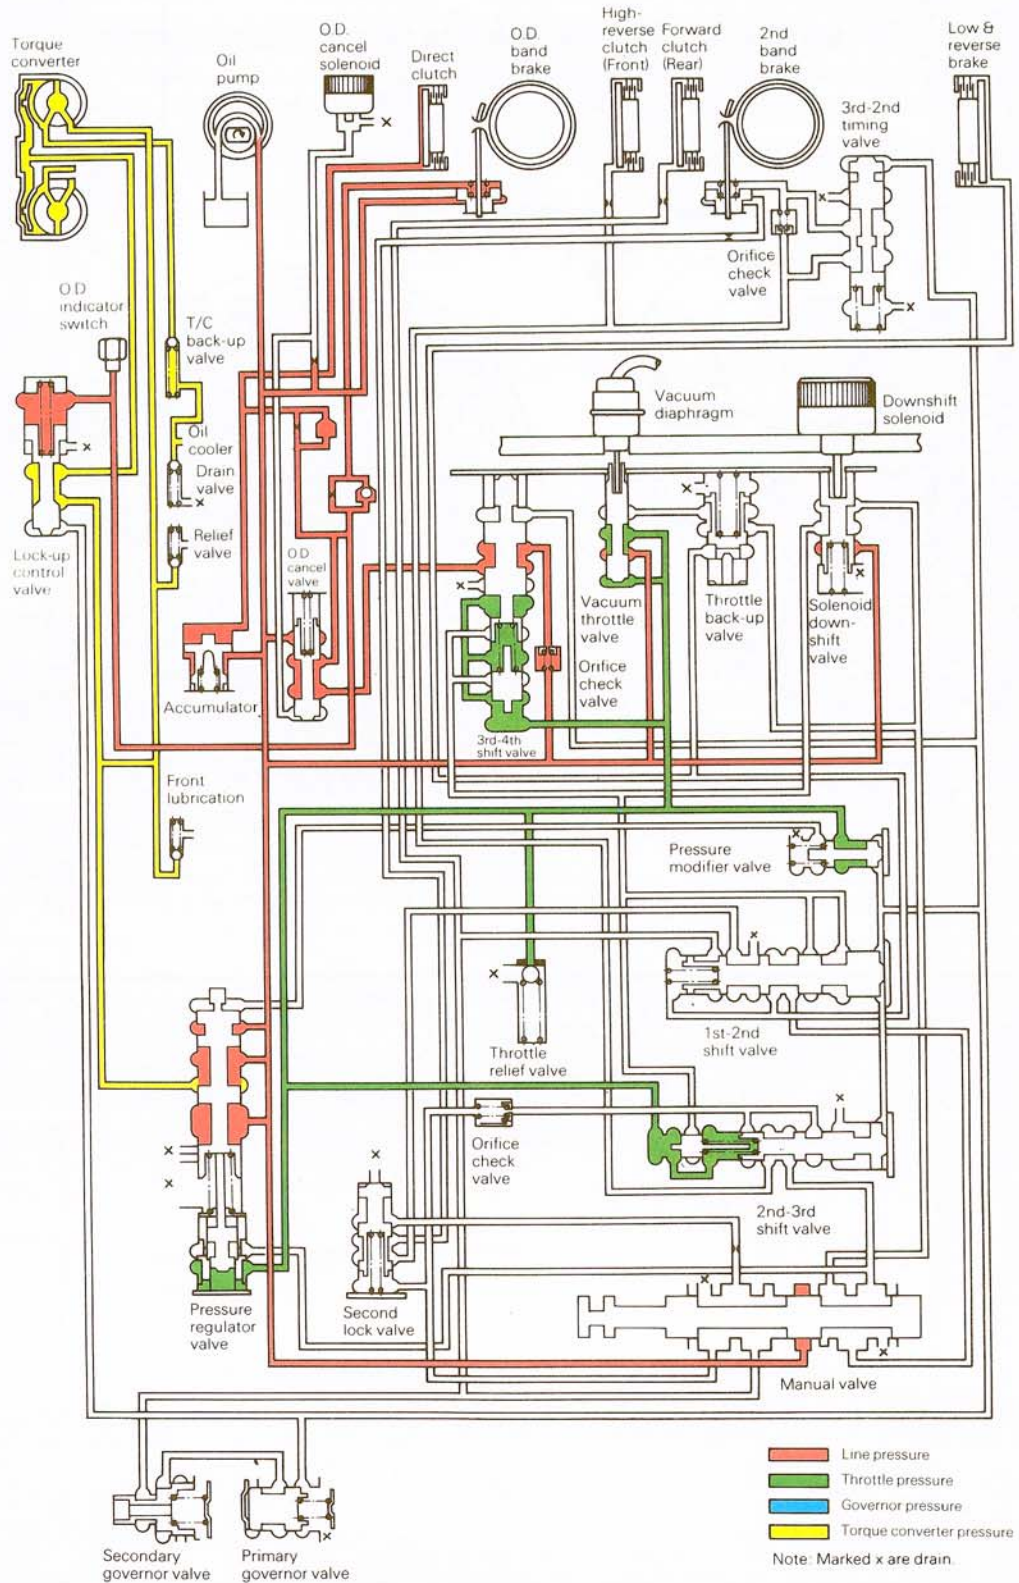 Torque
converter
Oil
pump
O.D.
cancel
solenoid
Direct
clutch
O.D.
band
brake
High-
reverse
clutch
(Front)
Forward
clutch
(Rear)
2nd
band
brake
Low &
reverse
brake
3rd-2nd
timing
valve
x
x
Orifice
check
valve
x
O.D
indicator
switch
T/C
back-up
valve
Vacuum
diaphragm
Downshift
solenoid
x
Oil
cooler
Drain
valve
x
x
Relief
valve
Lock-up
control
valve
O.D
cancel
valve
x
x
Vacuum
throttle
valve
Throttle
back-up
valve
Solenoid
down-
shift
valve
Orifice
check
valve
Accumulator
3rd-4th
shift valve
Front
lubrication
x
Pressure
modifier valve
x
x
1st-2nd
shift valve
Throttle
relief valve
x
x
x
x
Orifice
check
valve
2nd-3rd
shift valve
x
Pressure
regulator
valve
Second
lock valve
x
Manual valve
Line pressure
Throttle pressure
Governor pressure
Torque converter pressure
Note: Marked x are drain.
x
Secondary
governor valve
Primary
governor valve